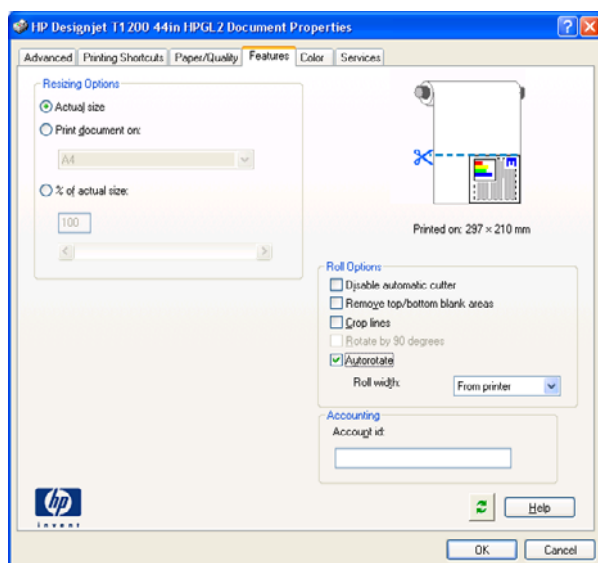 HP Designjet T1200 44in HPGL2 Document Properties
Advanced Printing Shortcuts Paper/Quality Features Color Services
Resizing Options
Actual size
Print document on:
A4
% of actual size:
100
Printed on: 297 × 210 mm
Roll Options
Disable automatic cutter
Remove top/bottom blank areas
Crop lines
Rotate by 90 degrees
Autorotate
Roll width: From printer
Accounting
Account id:
hp
invent
Help
OK Cancel